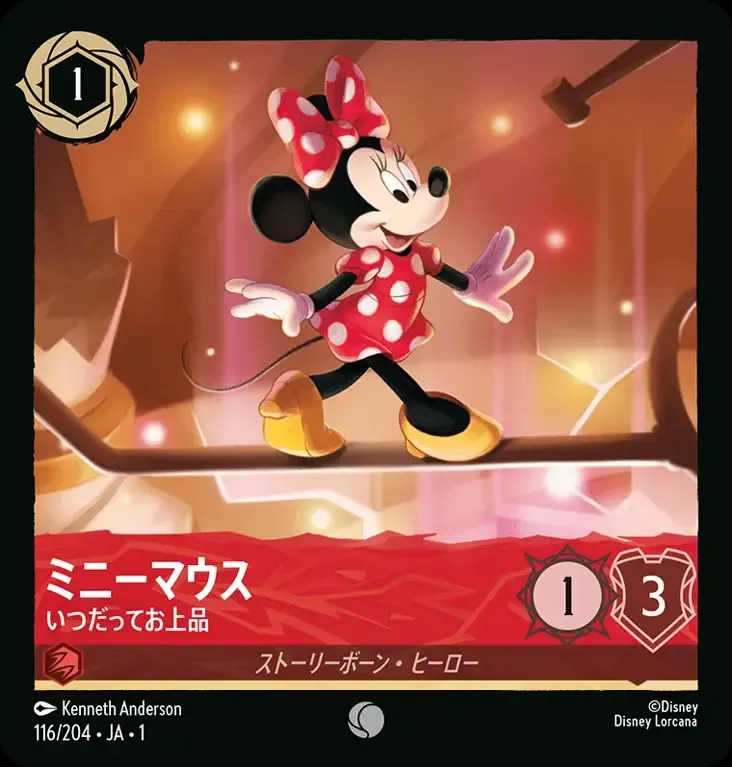 1
ミニーマウス
いつだってお上品
1 3
ストーリーボーン・ヒーロー
Kenneth Anderson
116/204 • JA • 1
©Disney
Disney Lorcana